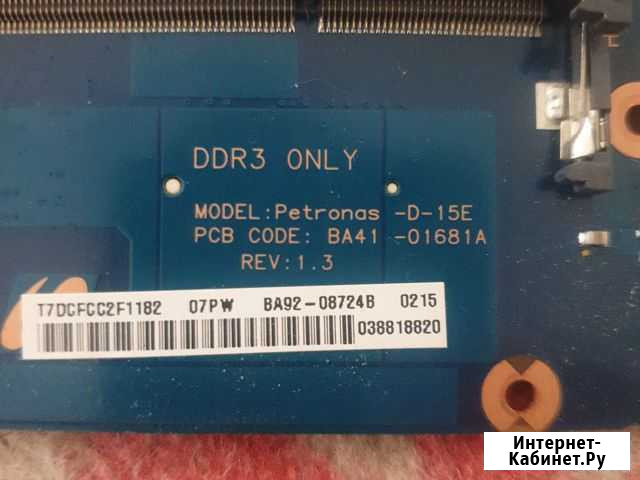 DDR3 ONLY
MODEL:Petronas -D-15E
PCB CODE: BA41 -01681A
REV:1.3
T7DCFCC2F1182 07PW BA92-08724B 0215
038818820
Интернет-
Кабинет.Ру